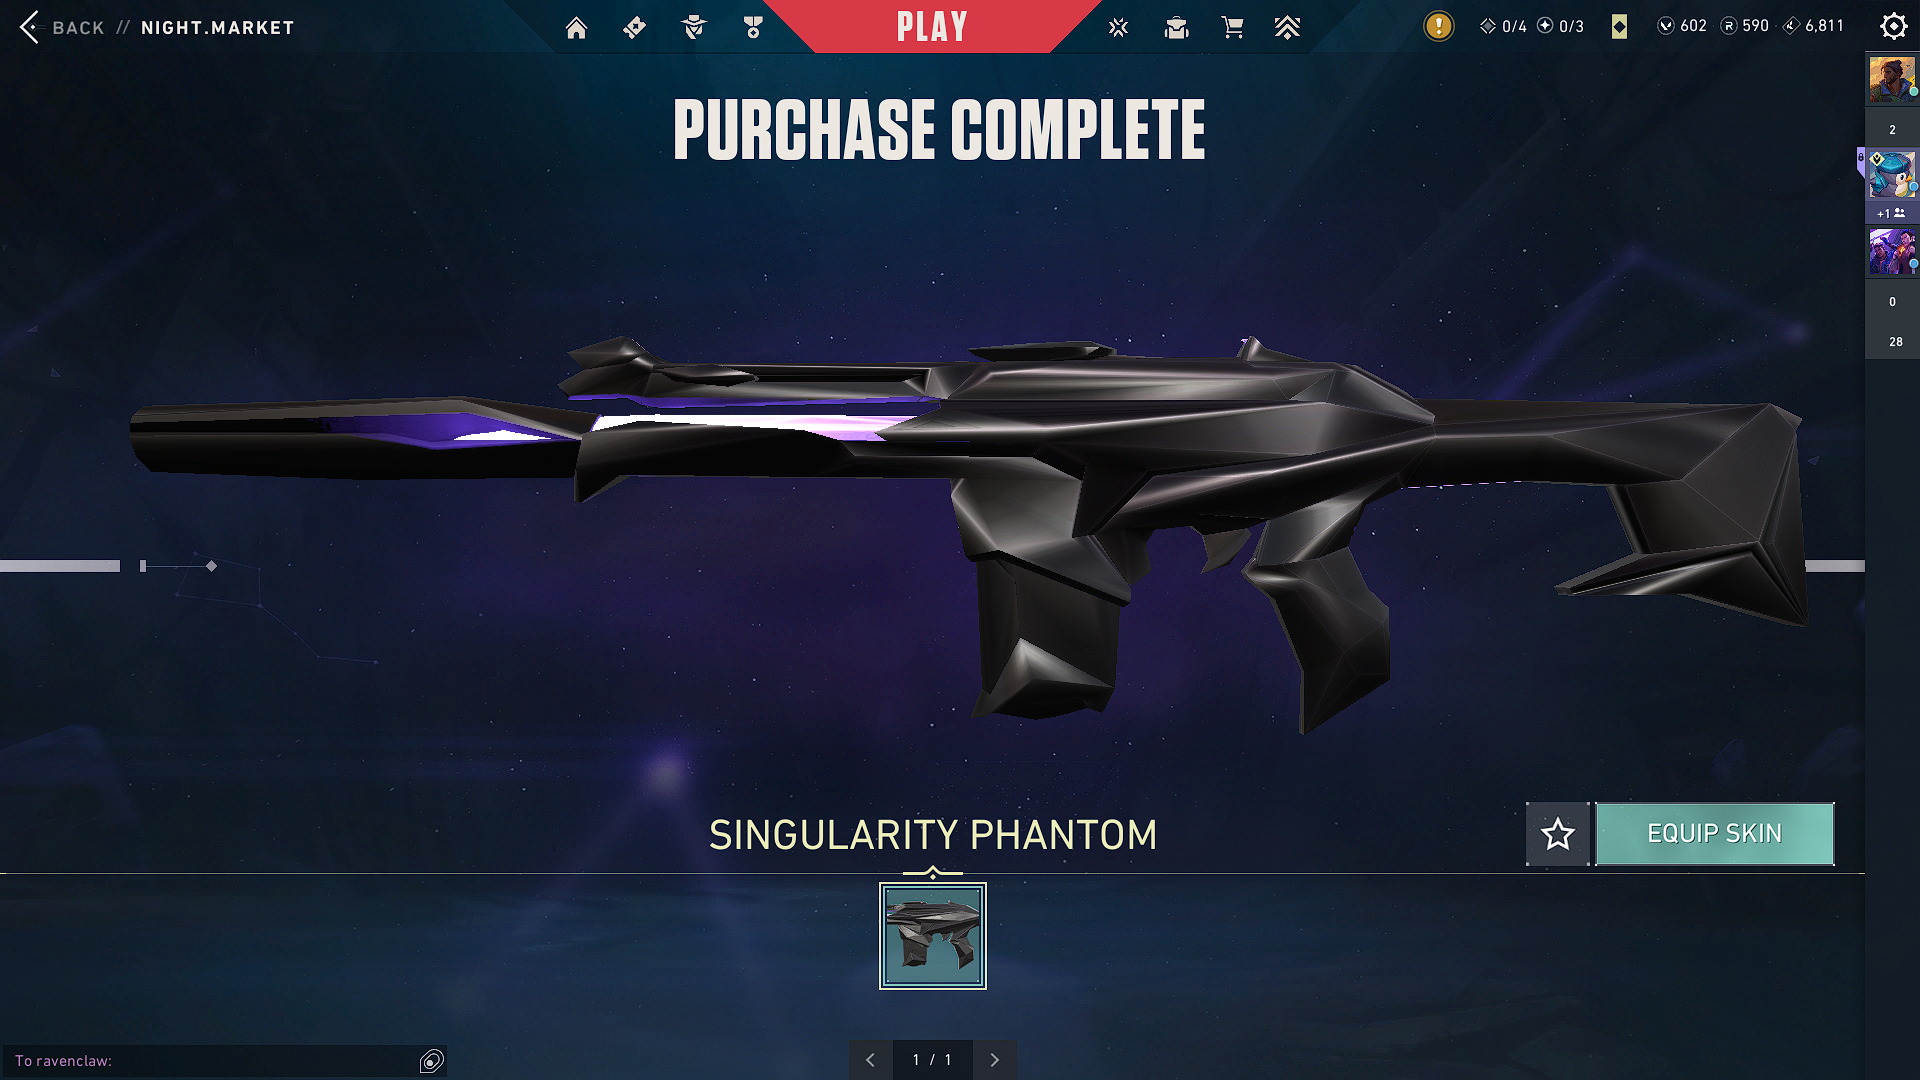 BACK // NIGHT.MARKET
PLAY
0/4 0/3 602 R 590 6,811
PURCHASE COMPLETE
2
+1
0
28
SINGULARITY PHANTOM
EQUIP SKIN
To ravenclaw:
1 / 1